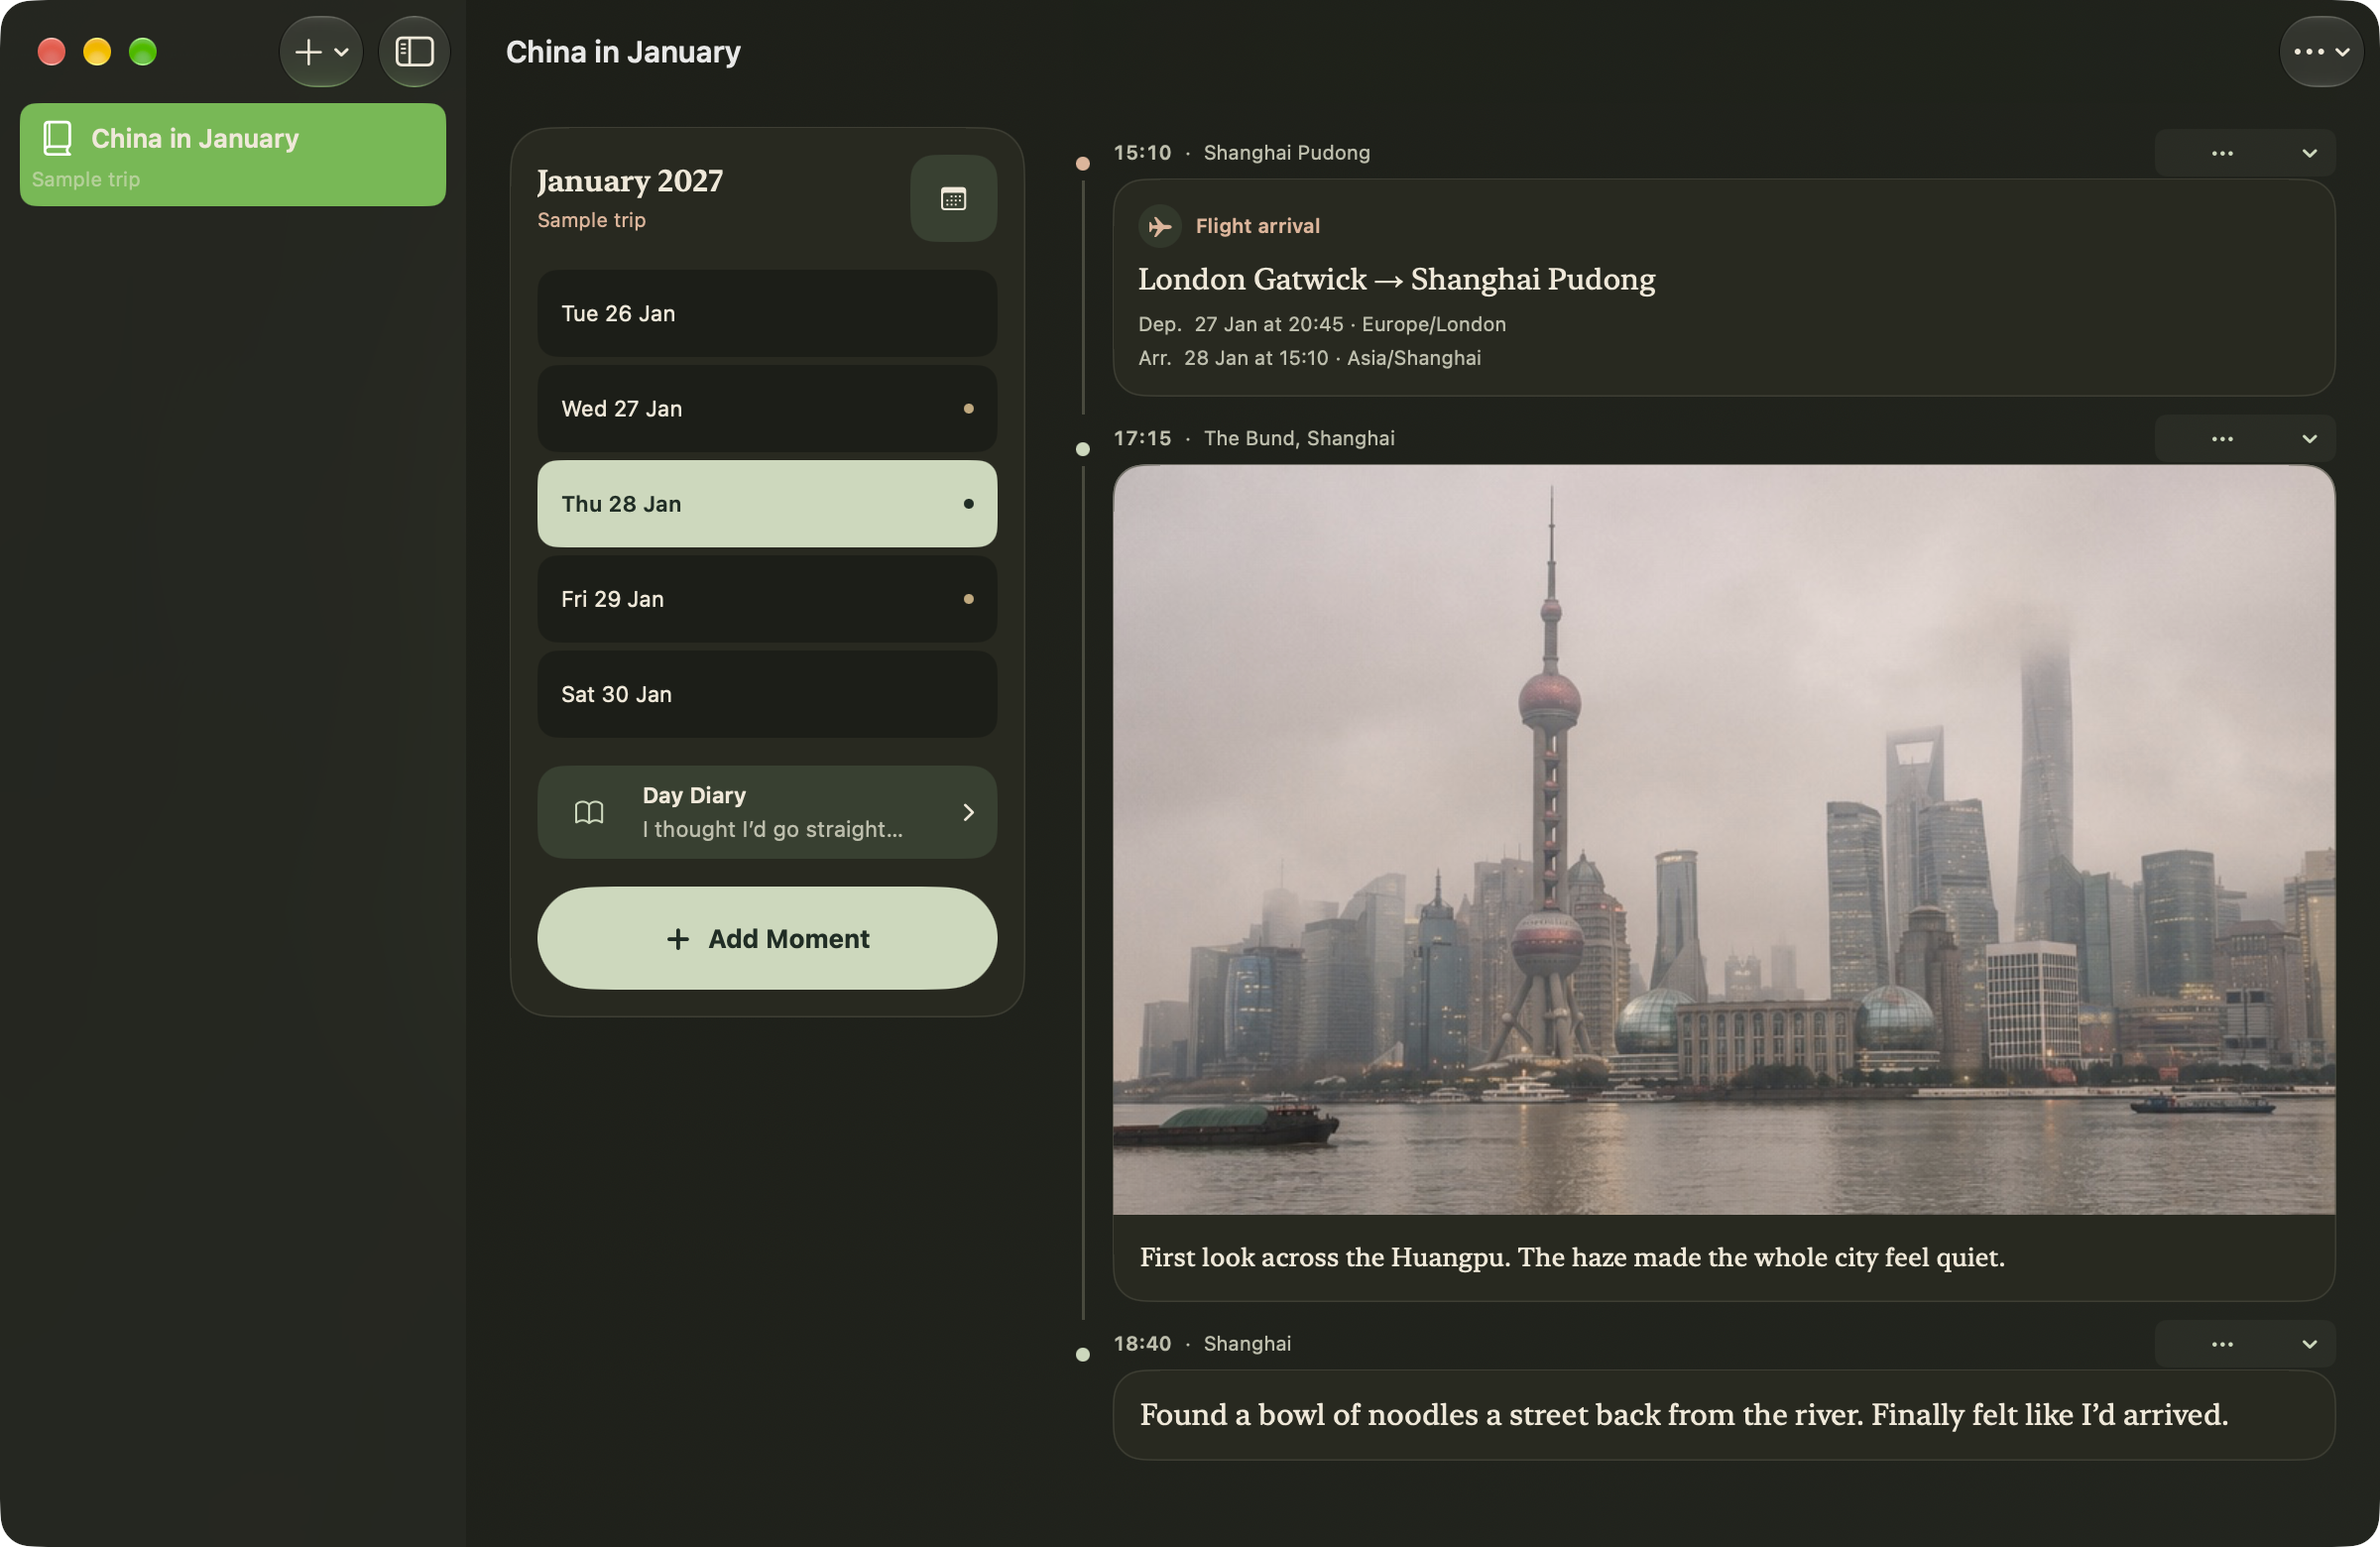 China in January
Sample trip
China in January
January 2027
Sample trip
Tue 26 Jan
Wed 27 Jan
Thu 28 Jan
Fri 29 Jan
Sat 30 Jan
Day Diary
I thought I’d go straight...
+ Add Moment
15:10 · Shanghai Pudong
Flight arrival
London Gatwick → Shanghai Pudong
Dep. 27 Jan at 20:45 · Europe/London
Arr. 28 Jan at 15:10 · Asia/Shanghai
17:15 · The Bund, Shanghai
First look across the Huangpu. The haze made the whole city feel quiet.
18:40 · Shanghai
Found a bowl of noodles a street back from the river. Finally felt like I’d arrived.